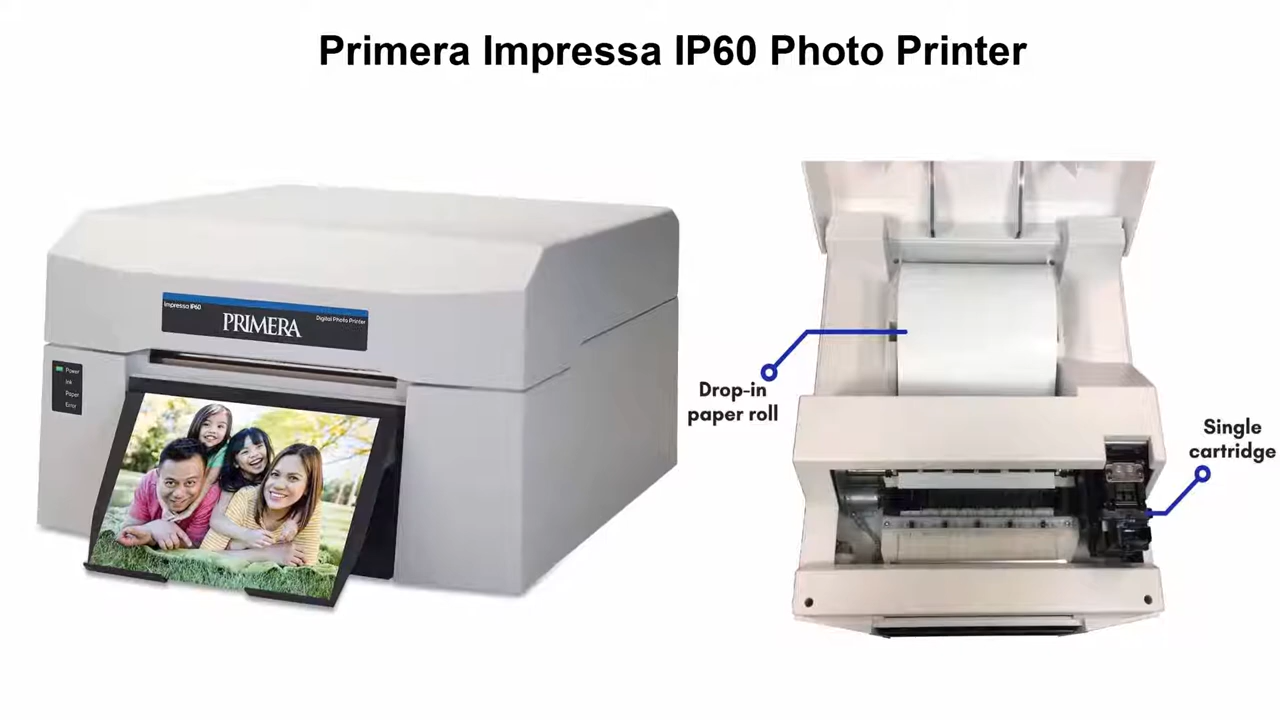 Primera Impressa IP60 Photo Printer
Impressa IP60
PRIMERA
Digital Photo Printer
Power
Ink
Paper
Error
Drop-in
paper roll
Single
cartridge